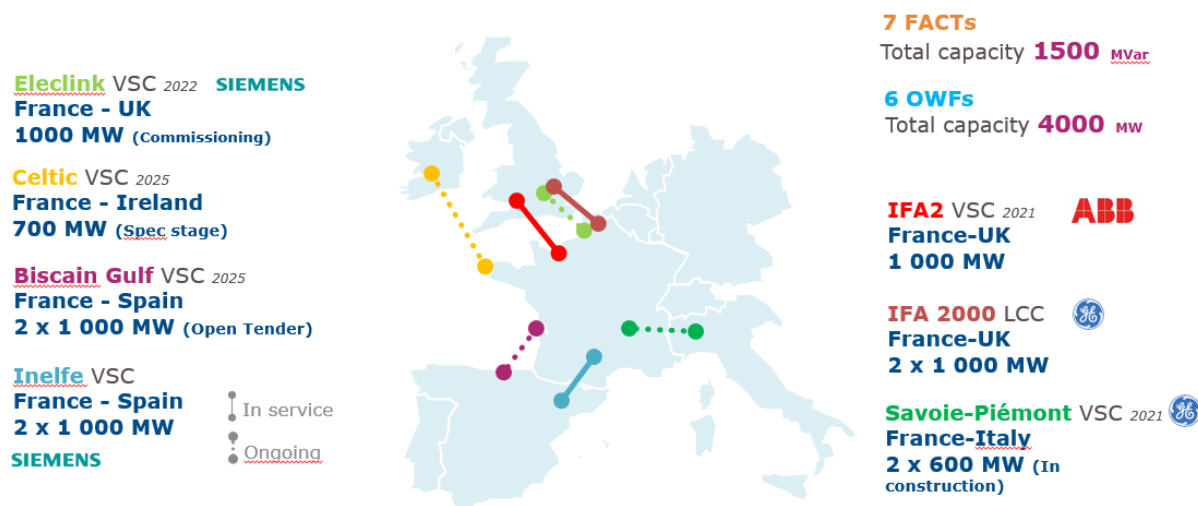 Eleclink VSC 2022 SIEMENS
France - UK
1000 MW (Commissioning)
Celtic VSC 2025
France - Ireland
700 MW (Spec stage)
Biscain Gulf VSC 2025
France - Spain
2 x 1 000 MW (Open Tender)
Inelfe VSC
France - Spain
2 x 1 000 MW
SIEMENS
In service
Ongoing
7 FACTs
Total capacity 1500 MVar
6 OWFs
Total capacity 4000 MW
IFA2 VSC 2021 ABB
France-UK
1 000 MW
IFA 2000 LCC GE
France-UK
2 x 1 000 MW
Savoie-Piémont VSC 2021 GE
France-Italy
2 x 600 MW (In
construction)